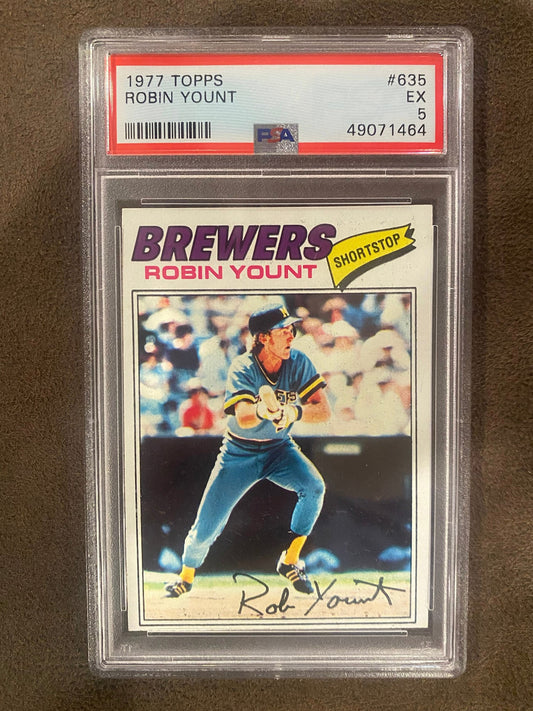 1977 TOPPS #635
ROBIN YOUNT EX
5
PSA 49071464
BREWERS
ROBIN YOUNT
SHORTSTOP
M
Rob Yount